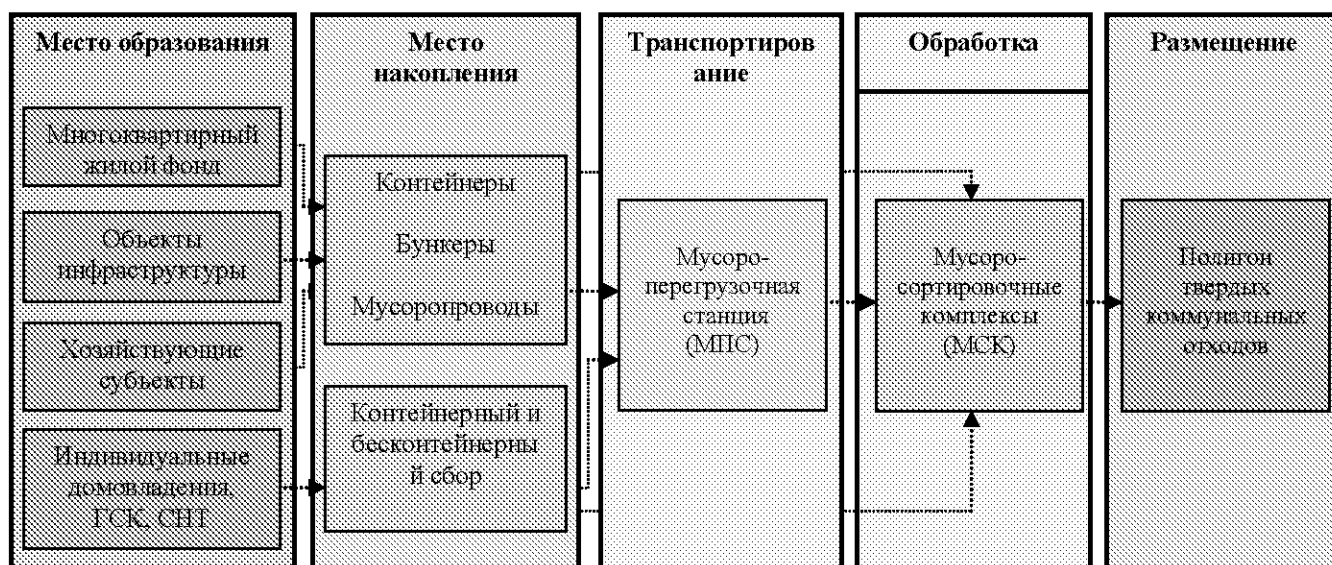 Место образования
Место
накопления
Транспортиров
ание
Обработка
Размещение
Многоквартирный
жилой фонд
Объекты
инфраструктуры
Хозяйствующие
субъекты
Индивидуальные
домовладения,
ГСК, СНТ
Контейнеры
Бункеры
Мусоропроводы
Контейнерный и
бесконтейнерны
й сбор
Мусоро-
перегрузочная
станция
(МПС)
Мусоро-
сортировочные
комплексы
(МСК)
Полигон
твердых
коммунальных
отходов